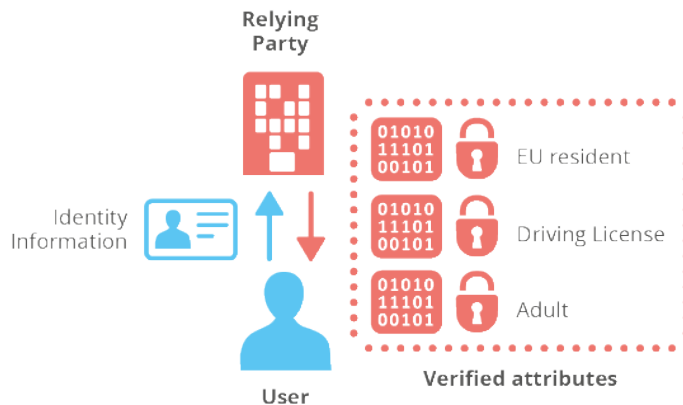 Relying
Party
01010
11101
00101
EU resident
Identity
Information
01010
11101
00101
Driving License
01010
11101
00101
Adult
User
Verified attributes